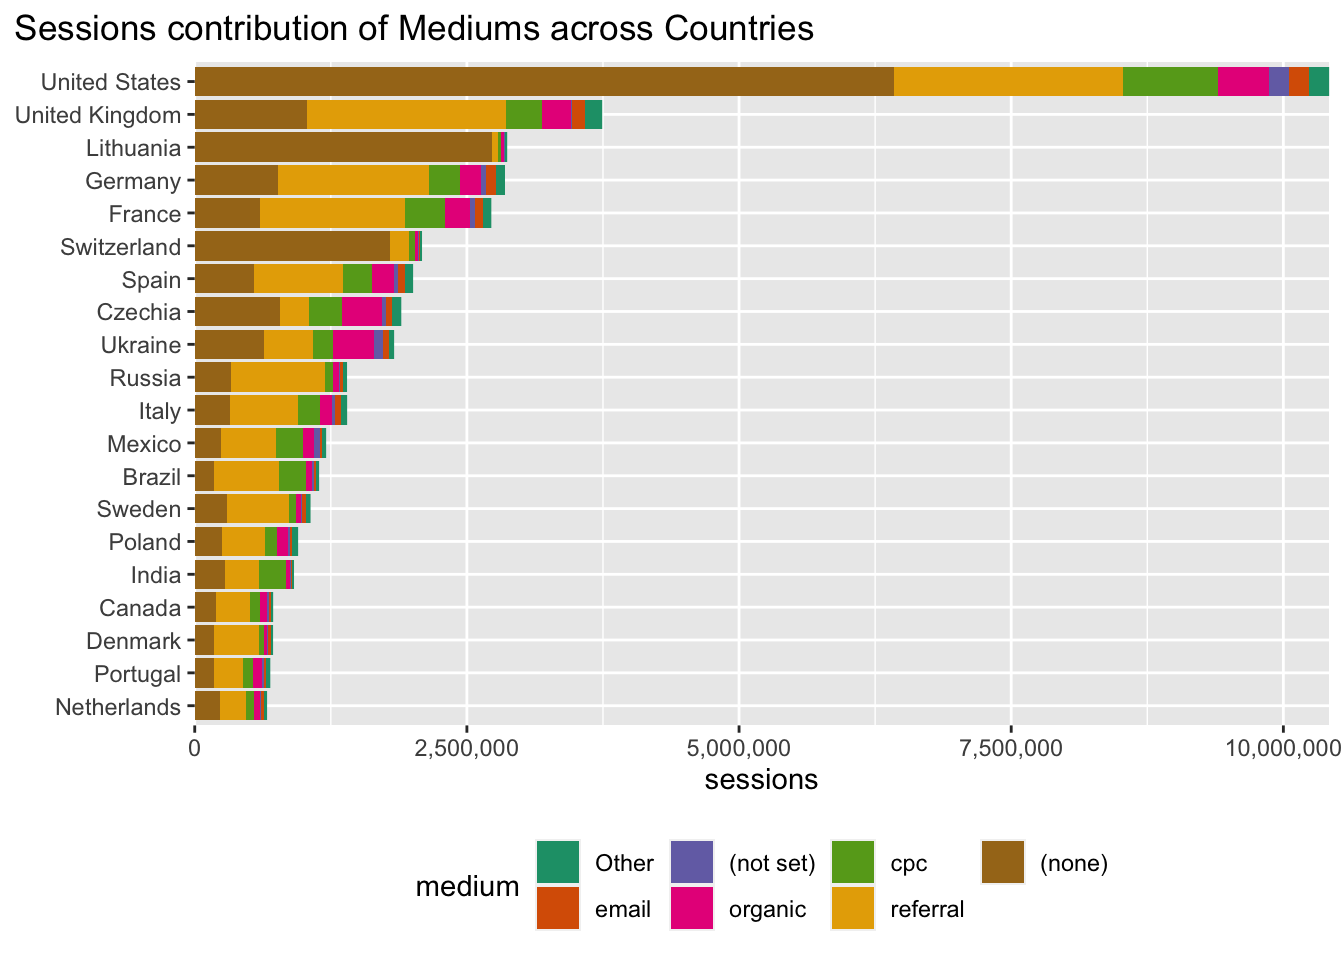 Sessions contribution of Mediums across Countries
United States
United Kingdom
Lithuania
Germany
France
Switzerland
Spain
Czechia
Ukraine
Russia
Italy
Mexico
Brazil
Sweden
Poland
India
Canada
Denmark
Portugal
Netherlands
0 2,500,000 5,000,000 7,500,000 10,000,000
sessions
medium
Other (not set) cpc (none)
email organic referral